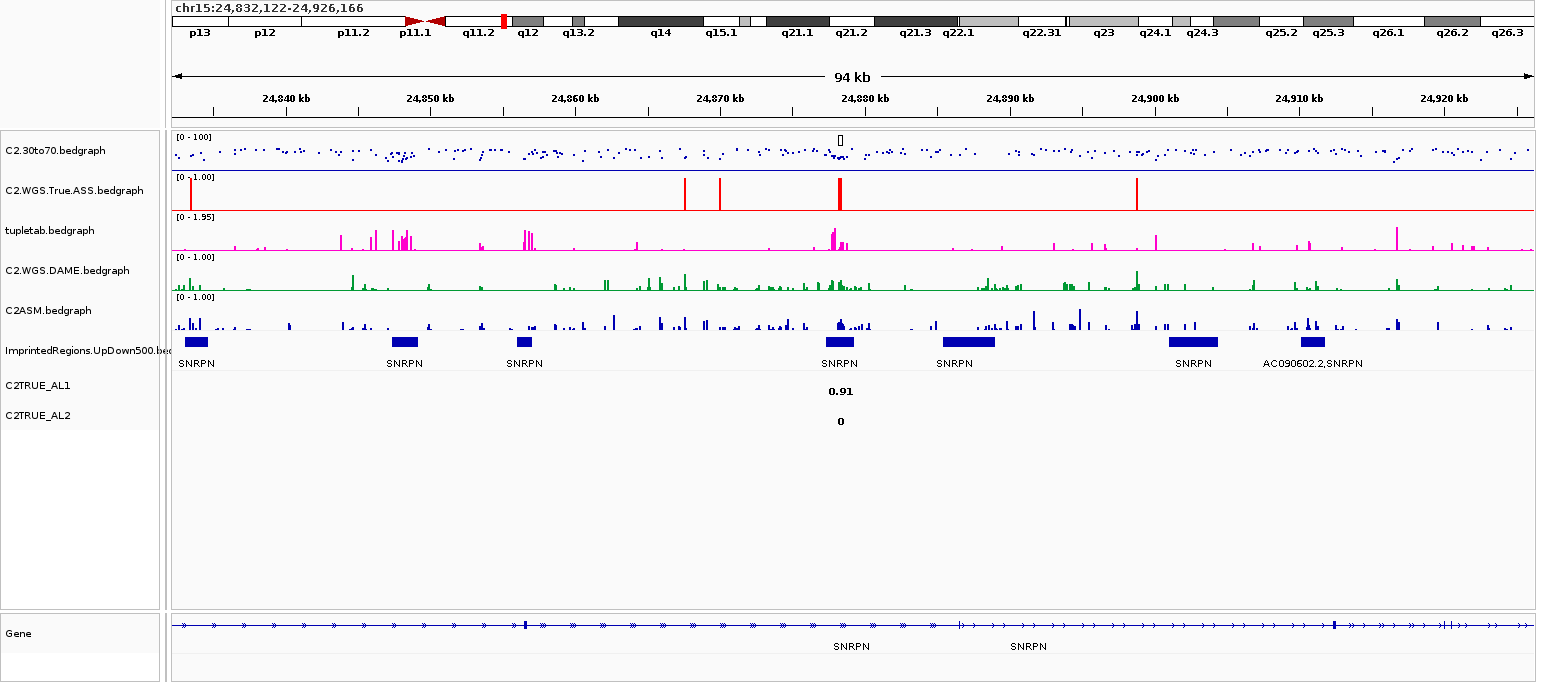 chr15:24,832,122-24,926,166
p13 p12 p11.2 p11.1 q11.2 q12 q13.2 q14 q15.1 q21.1 q21.2 q21.3 q22.1 q22.31 q23 q24.1 q24.3 q25.2 q25.3 q26.1 q26.2 q26.3
94 kb
24,840 kb 24,850 kb 24,860 kb 24,870 kb 24,880 kb 24,890 kb 24,900 kb 24,910 kb 24,920 kb
[0 - 100]
C2.30to70.bedgraph
[0 - 1.00]
C2.WGS.True.ASS.bedgraph
[0 - 1.95]
tupletab.bedgraph
[0 - 1.00]
C2.WGS.DAME.bedgraph
[0 - 1.00]
C2ASM.bedgraph
ImprintedRegions.UpDown500.bec
SNRPN SNRPN SNRPN SNRPN SNRPN SNRPN AC090602.2,SNRPN
C2TRUE_AL1
0.91
C2TRUE_AL2
0
Gene
SNRPN SNRPN